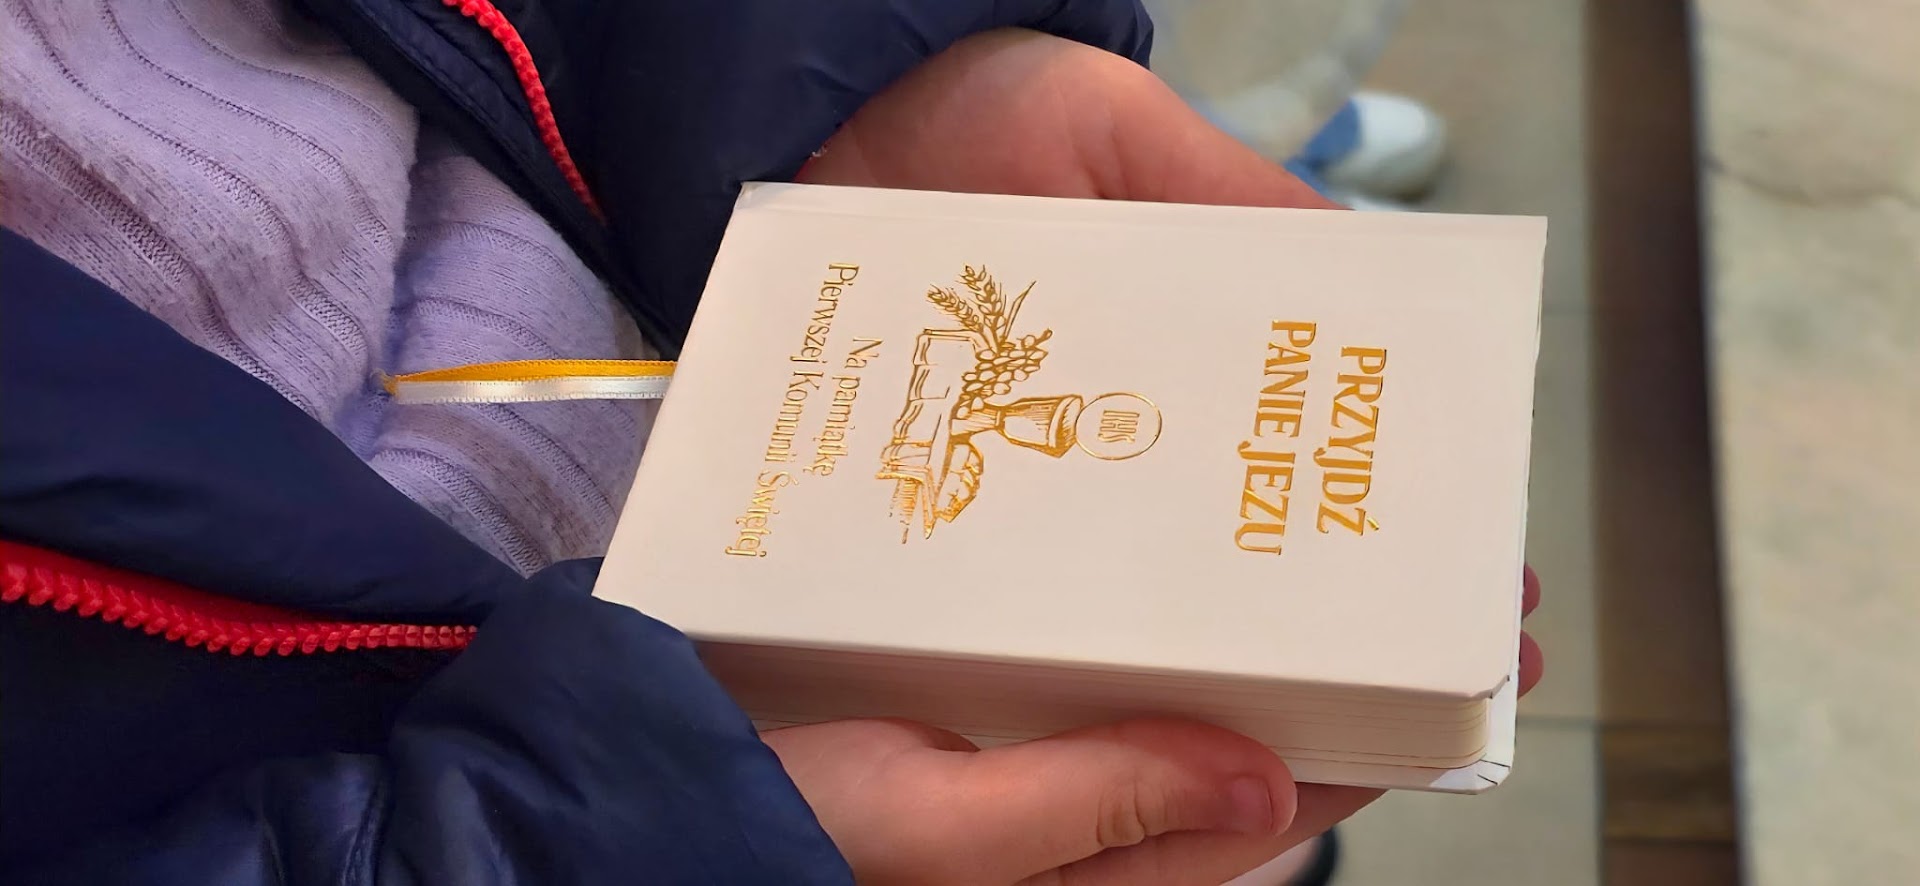 PRZYJDŹ
PANIE JEZU
IHS
Na pamiątkę
Pierwszej Komunii Świętej